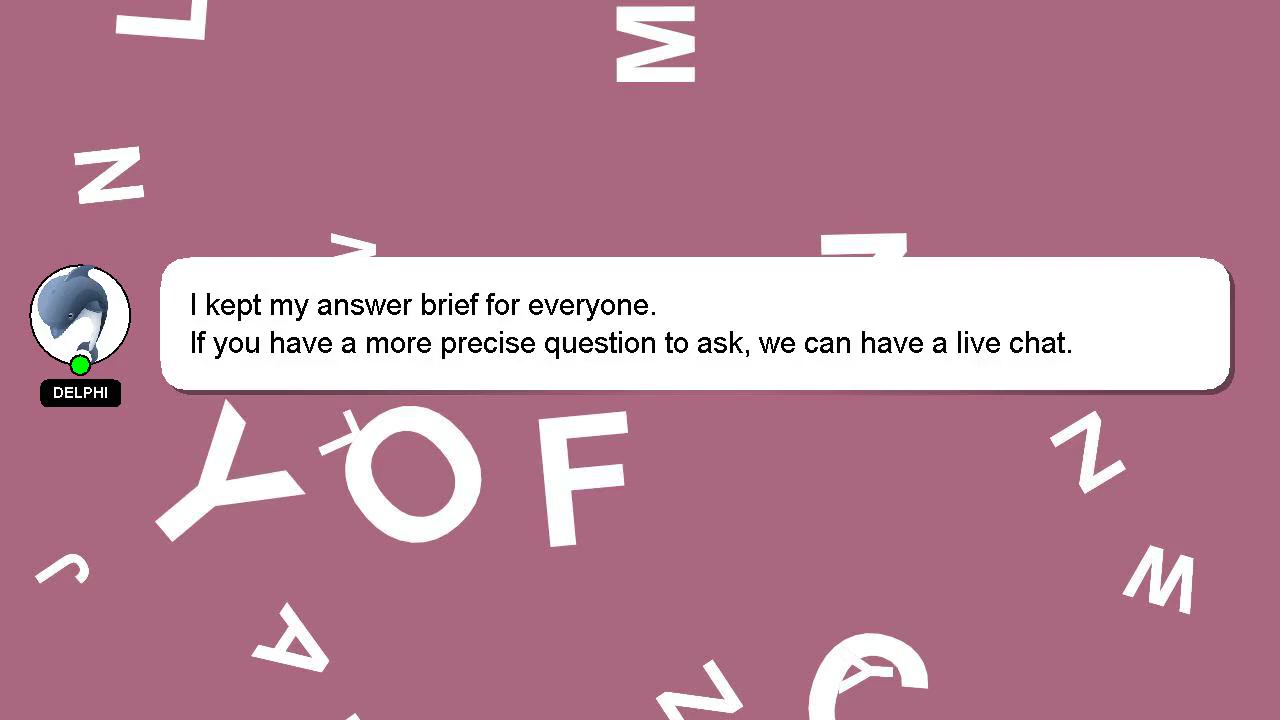 L
M
N
I kept my answer brief for everyone.
If you have a more precise question to ask, we can have a live chat.
DELPHI
Y
O
F
Z
J
W
A
C